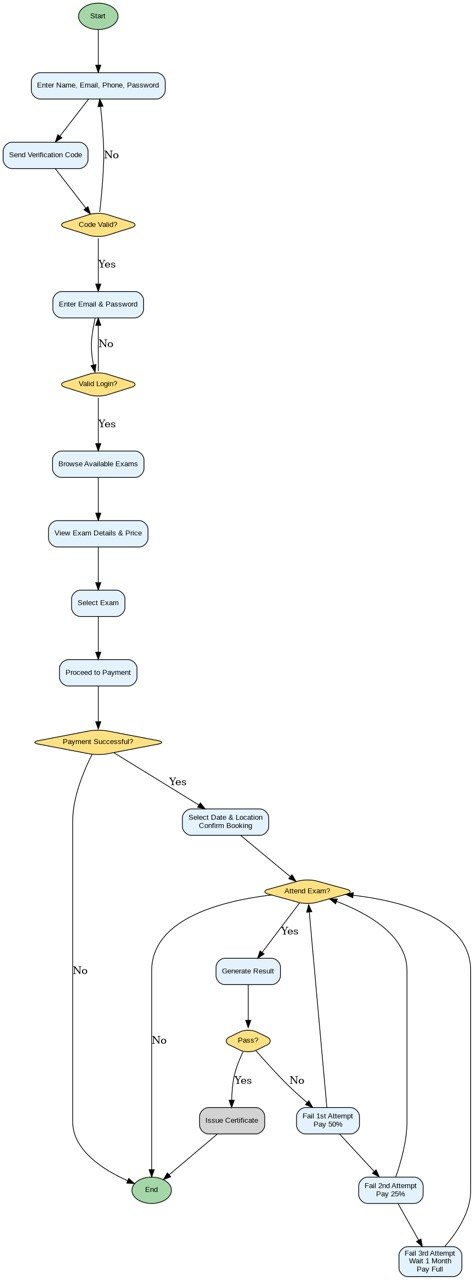 Start
Enter Name, Email, Phone, Password
Send Verification Code
No
Code Valid?
Yes
Enter Email & Password
No
Valid Login?
Yes
Browse Available Exams
View Exam Details & Price
Select Exam
Proceed to Payment
Payment Successful?
Yes
Select Date & Location
Confirm Booking
Attend Exam?
Yes
No
Generate Result
No
Pass?
Yes
No
Issue Certificate
Fail 1st Attempt
Pay 50%
End
Fail 2nd Attempt
Pay 25%
Fail 3rd Attempt
Wait 1 Month
Pay Full